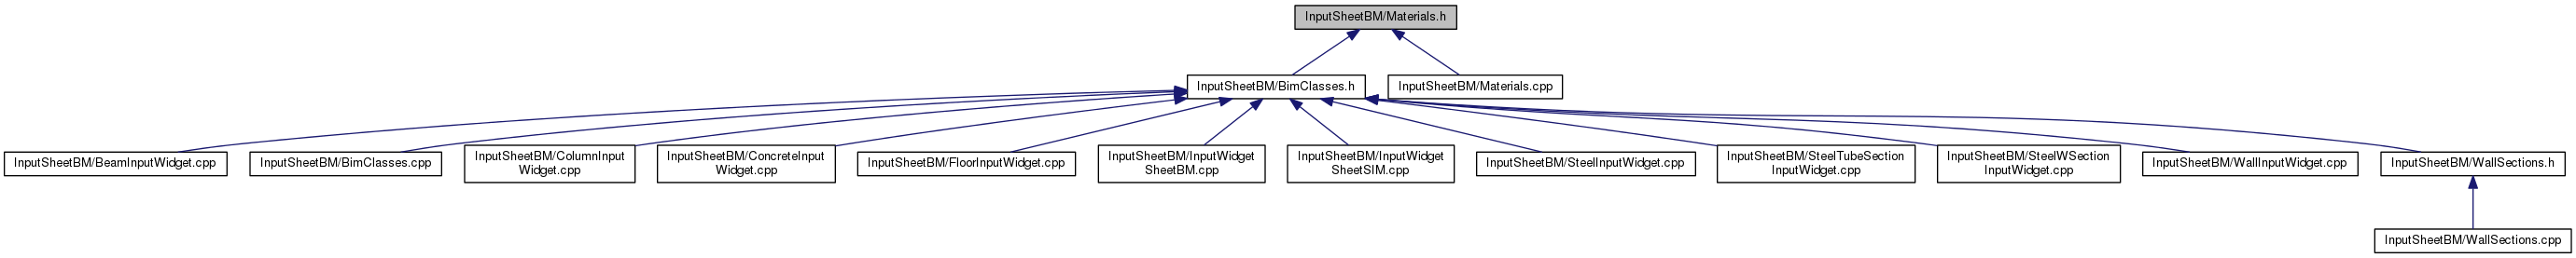 InputSheetBM/Materials.h
InputSheetBM/BimClasses.h
InputSheetBM/Materials.cpp
InputSheetBM/BeamInputWidget.cpp
InputSheetBM/BimClasses.cpp
InputSheetBM/ColumnInput
Widget.cpp
InputSheetBM/ConcreteInput
Widget.cpp
InputSheetBM/FloorInputWidget.cpp
InputSheetBM/InputWidget
SheetBM.cpp
InputSheetBM/InputWidget
SheetSIM.cpp
InputSheetBM/SteelInputWidget.cpp
InputSheetBM/SteelTubeSection
InputWidget.cpp
InputSheetBM/SteelWSection
InputWidget.cpp
InputSheetBM/WallInputWidget.cpp
InputSheetBM/WallSections.h
InputSheetBM/WallSections.cpp